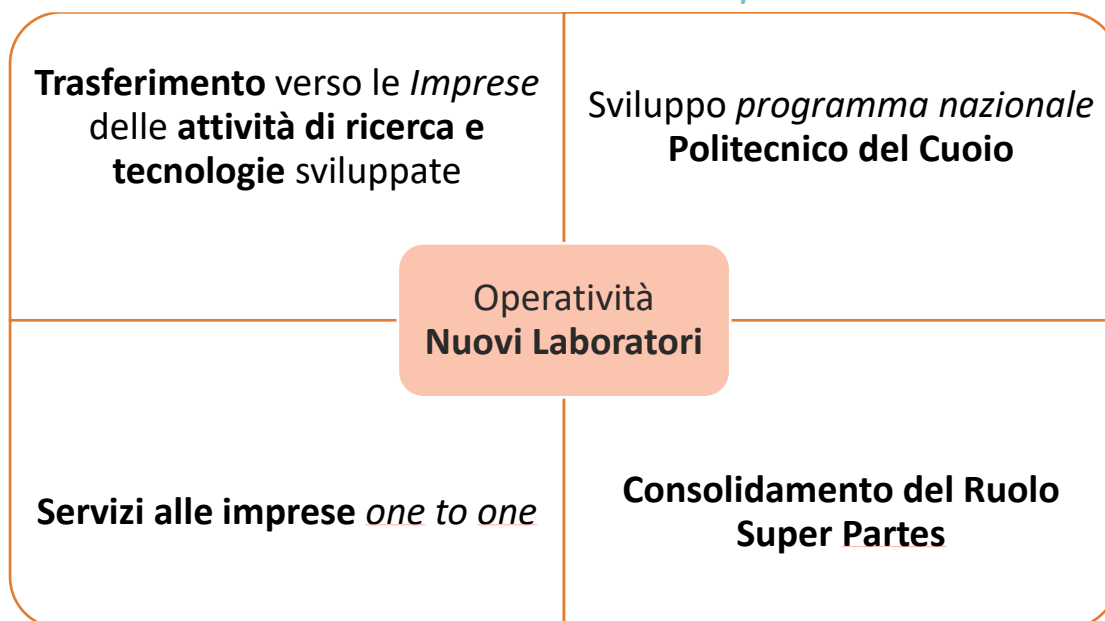 Trasferimento verso le Imprese
delle attività di ricerca e
tecnologie sviluppate
Sviluppo programma nazionale
Politecnico del Cuoio
Operatività
Nuovi Laboratori
Servizi alle imprese one to one
Consolidamento del Ruolo
Super Partes